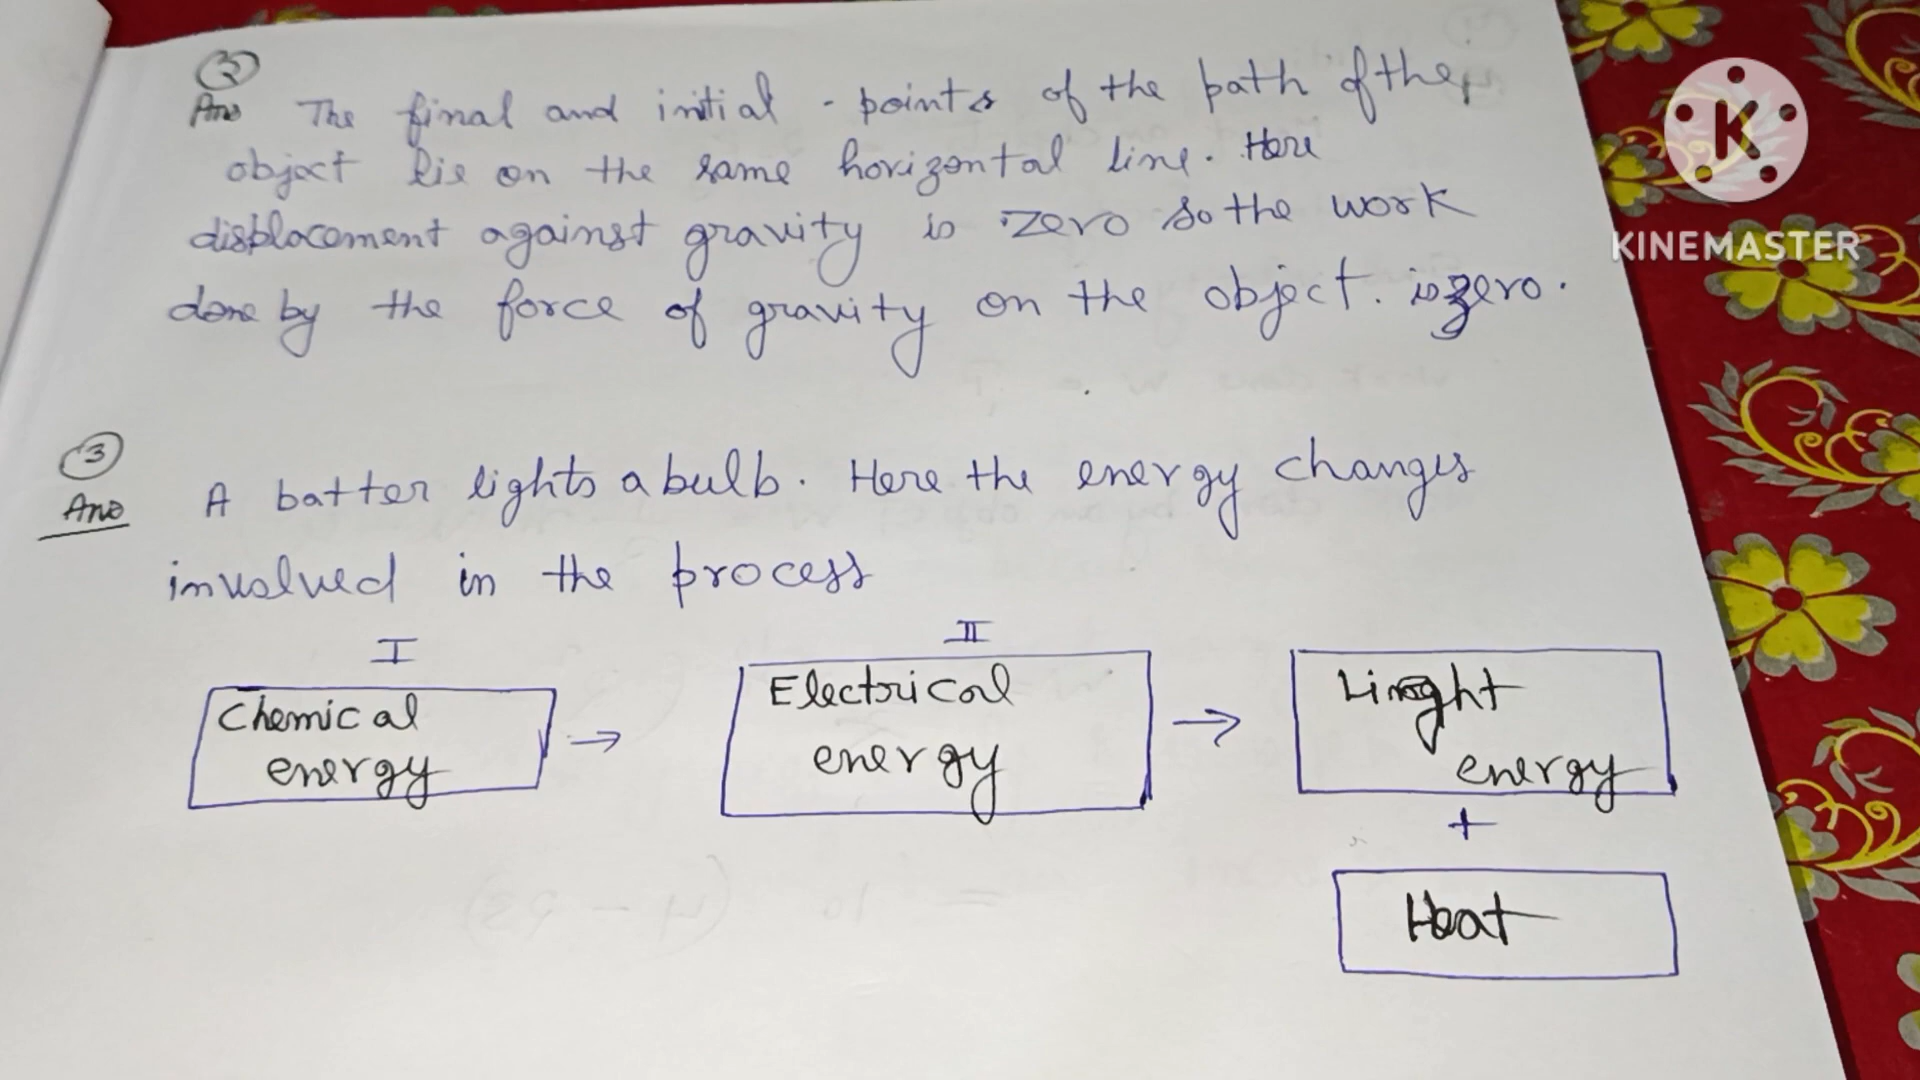 2
Ans The final and initial - points of the path of the
object lie on the same horizontal line. Here
displacement against gravity is zero so the work
done by the force of gravity on the object. is zero.
3
Ans A batter lights a bulb. Here the energy changes
involved in the process
I II
Chemical energy → Electrical energy → Light energy
+
Heat
K
KINEMASTER